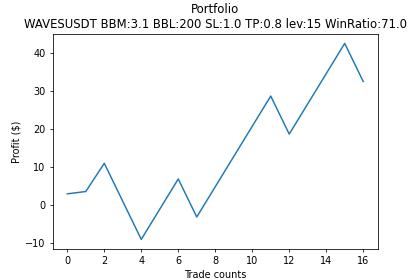 Portfolio
WAVESUSDT BBM:3.1 BBL:200 SL:1.0 TP:0.8 lev:15 WinRatio:71.0
40
30
20
10
0
−10
Profit ($)
0 2 4 6 8 10 12 14 16
Trade counts